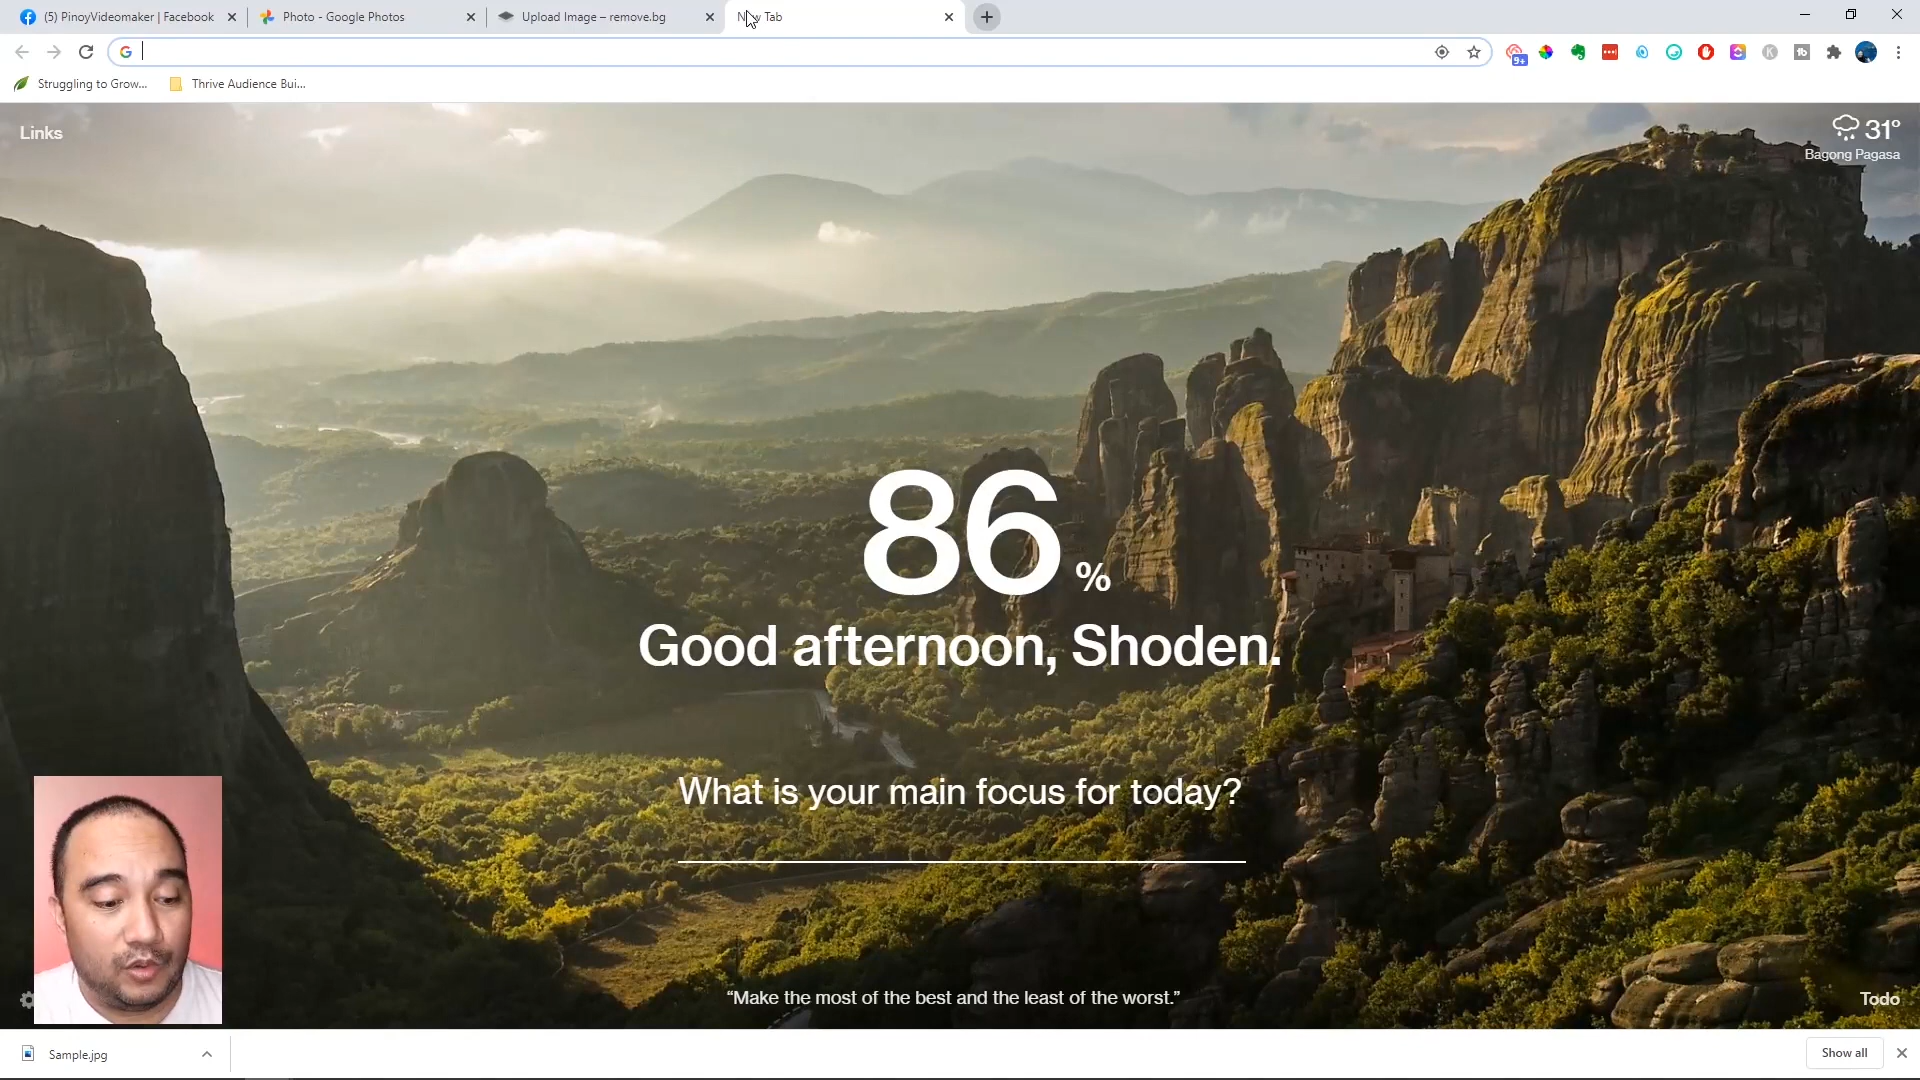 (5) PinoyVideomaker | Facebook
Photo - Google Photos
Upload Image – remove.bg
Tab
9+
Struggling to Grow...
Thrive Audience Bui...
Links
31°
Bagong Pagasa
86 %
Good afternoon, Shoden.
What is your main focus for today?
“Make the most of the best and the least of the worst.”
Todo
Sample.jpg
Show all